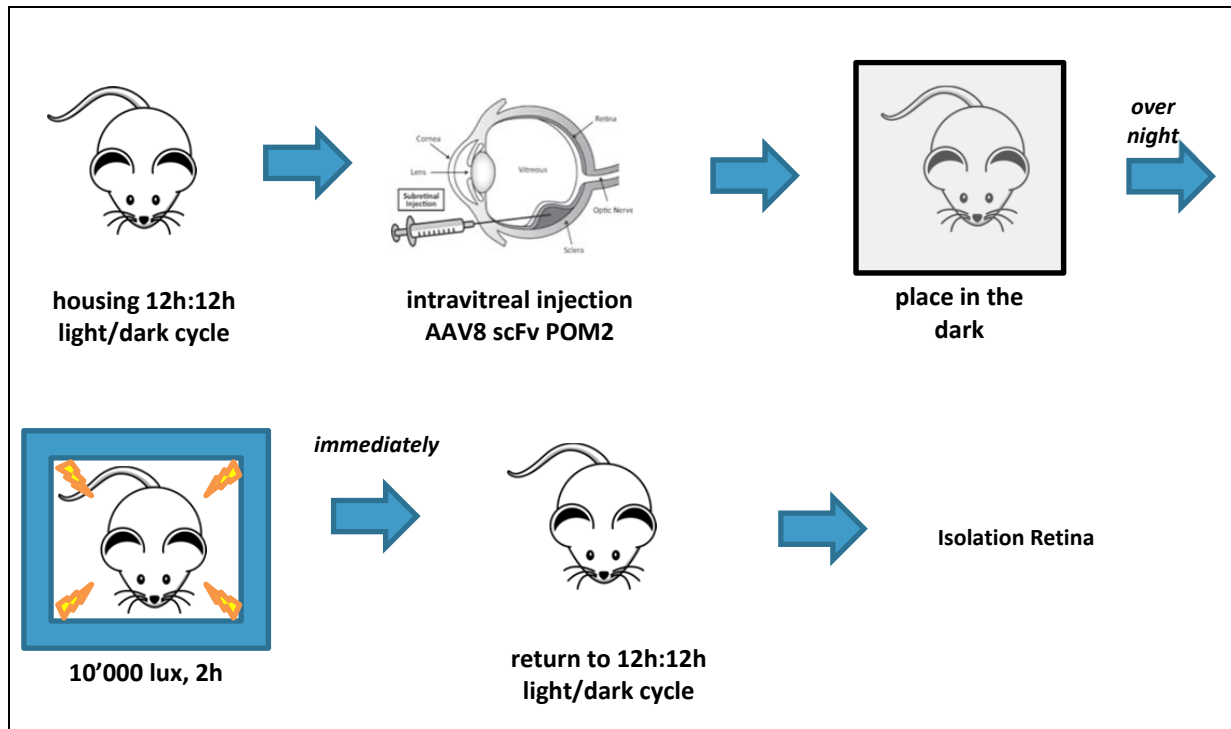 over
night
Cornea
Lens
Vitreous
Retina
Subretinal
Injection
Optic Nerve
Sclera
housing 12h:12h
light/dark cycle
intravitreal injection
AAV8 scFv POM2
place in the
dark
immediately
10’000 lux, 2h
return to 12h:12h
light/dark cycle
Isolation Retina